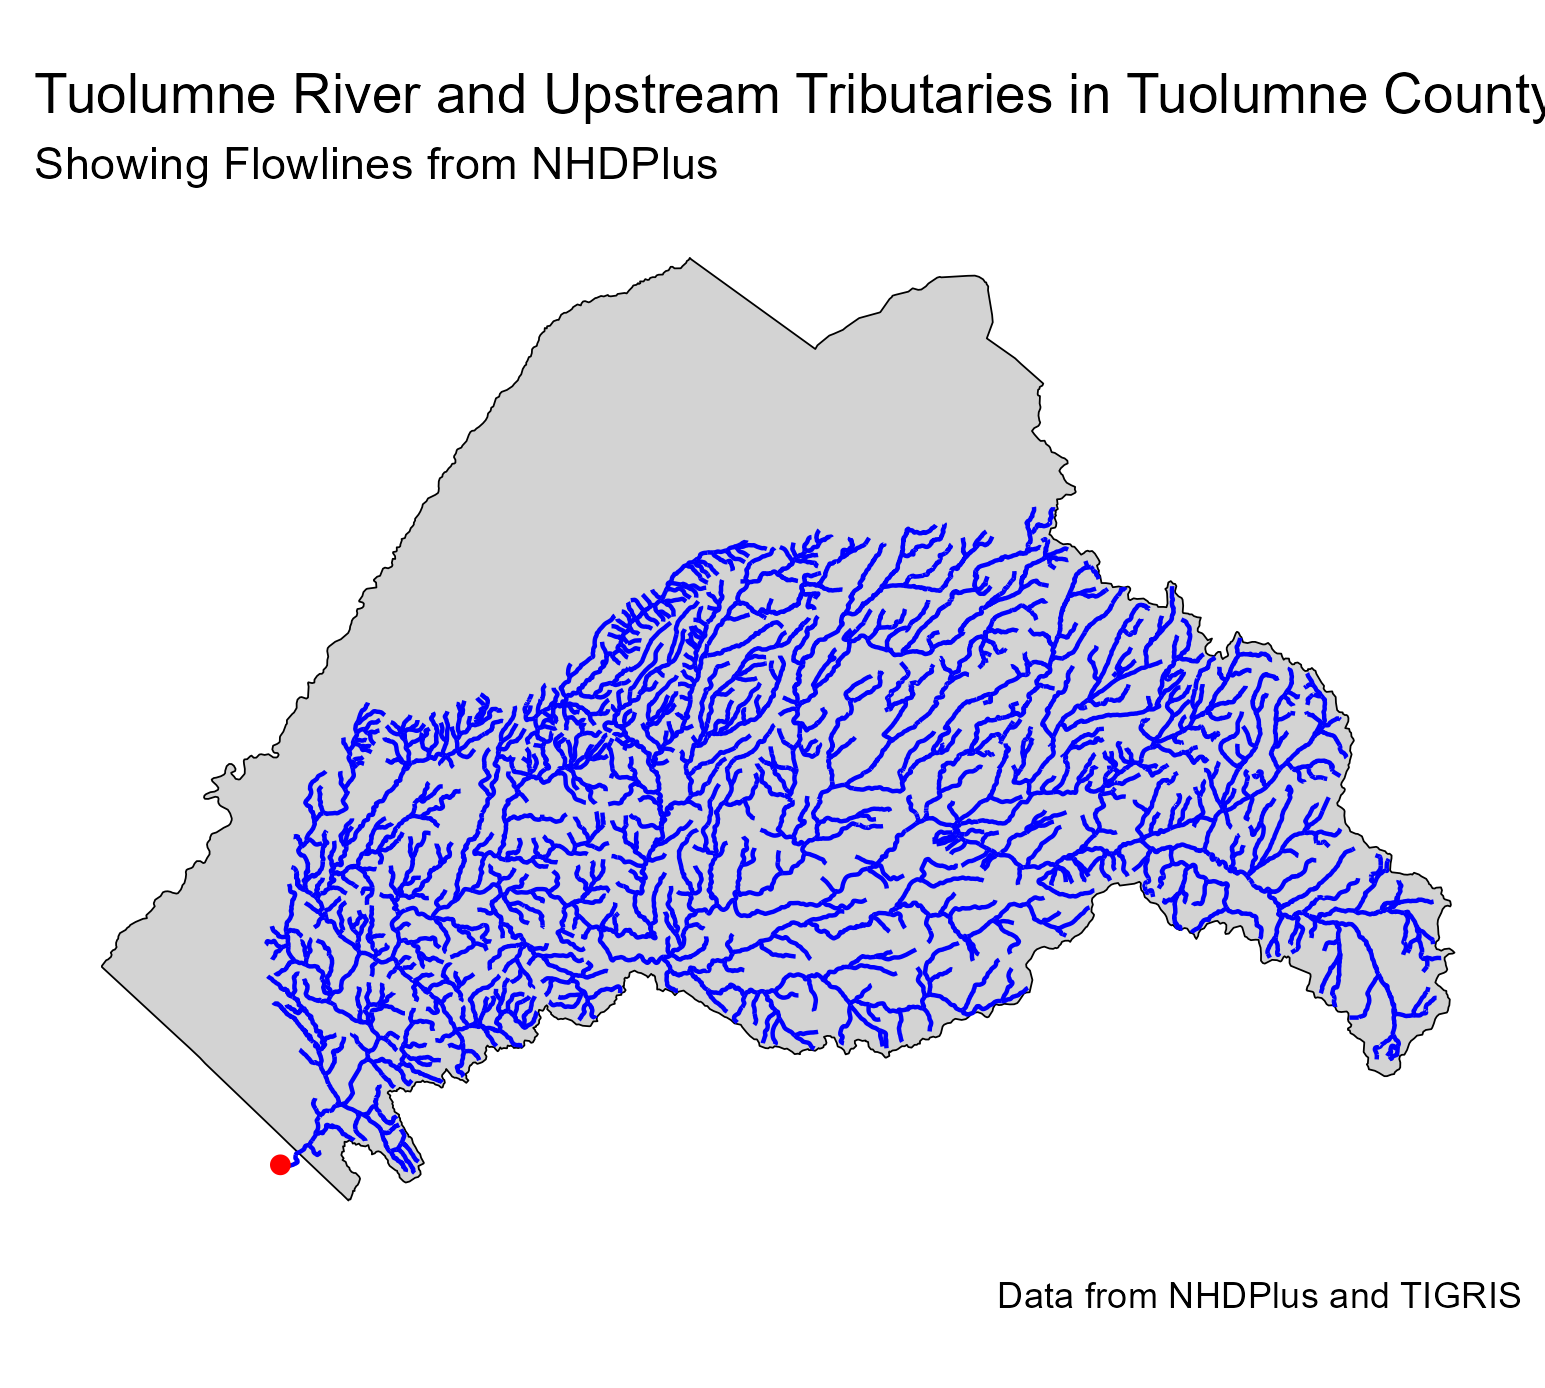 Tuolumne River and Upstream Tributaries in Tuolumne County
Showing Flowlines from NHDPlus
Data from NHDPlus and TIGRIS